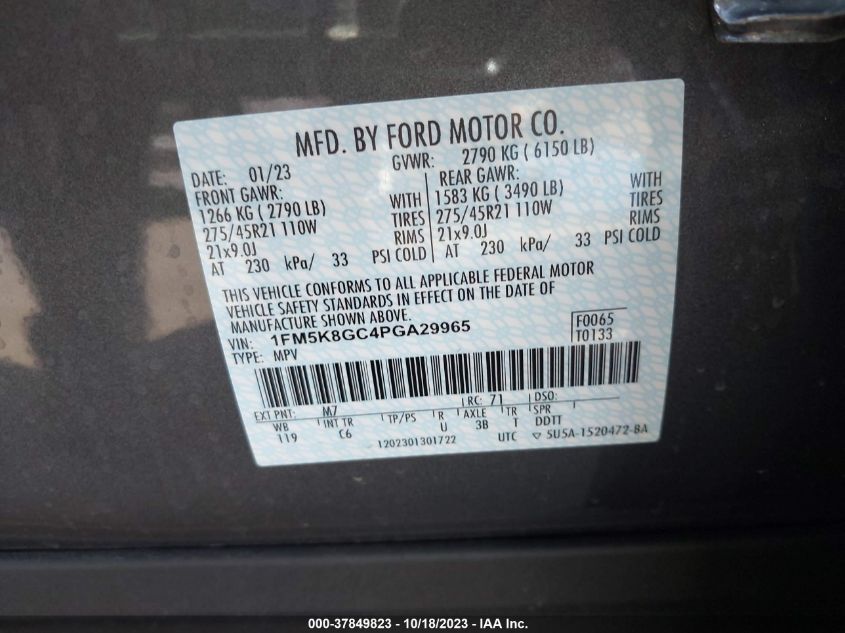 MFD. BY FORD MOTOR CO.
DATE: 01/23 GVWR: 2790 KG ( 6150 LB)
FRONT GAWR: REAR GAWR:
1266 KG ( 2790 LB) WITH 1583 KG ( 3490 LB) WITH
275/45R21 110W TIRES 275/45R21 110W TIRES
21x9.0J RIMS 21x9.0J RIMS
AT 230 kPa/ 33 PSI COLD AT 230 kPa/ 33 PSI COLD
THIS VEHICLE CONFORMS TO ALL APPLICABLE FEDERAL MOTOR
VEHICLE SAFETY STANDARDS IN EFFECT ON THE DATE OF
MANUFACTURE SHOWN ABOVE.
VIN: 1FM5K8GC4PGA29965 F0065
TYPE: MPV T0133
EXT PNT: M7 RC: 71 DSO:
WB INT TR TP/PS R AXLE TR SPR
119 C6 U 3B T DDTT
1202301301722 UTC ▽ 5U5A-1520472-BA
000-37849823 - 10/18/2023 - IAA Inc.